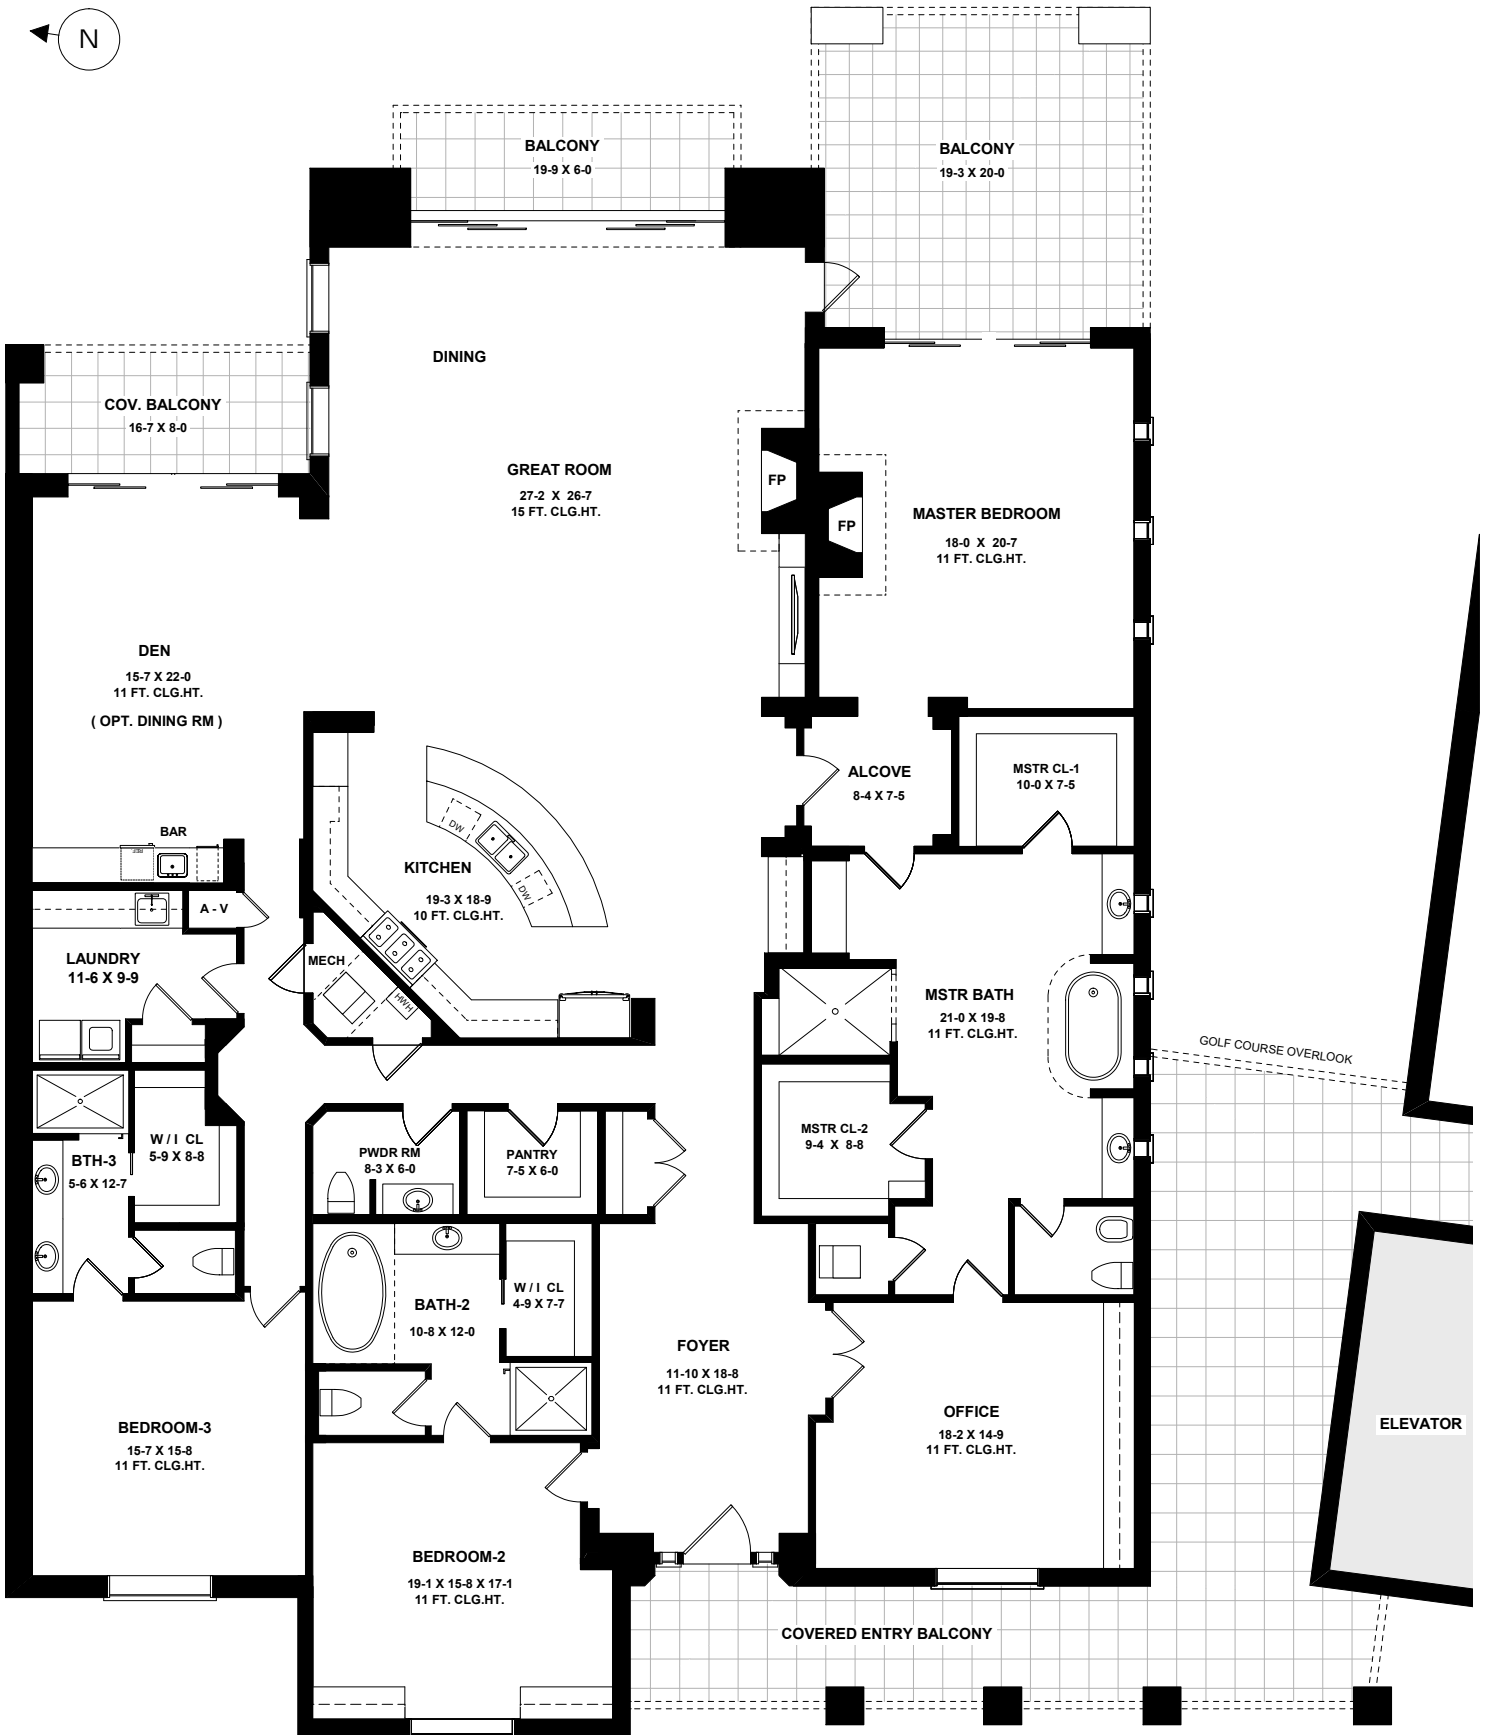 N
BALCONY
19-9 X 6-0
BALCONY
19-3 X 20-0
DINING
COV. BALCONY
16-7 X 8-0
GREAT ROOM
27-2 X 26-7
15 FT. CLG.HT.
FP
FP
MASTER BEDROOM
18-0 X 20-7
11 FT. CLG.HT.
DEN
15-7 X 22-0
11 FT. CLG.HT.
( OPT. DINING RM )
ALCOVE
8-4 X 7-5
MSTR CL-1
10-0 X 7-5
BAR
REF
DW
DW
KITCHEN
19-3 X 18-9
10 FT. CLG.HT.
A - V
LAUNDRY
11-6 X 9-9
MECH
HWH
MSTR BATH
21-0 X 19-8
11 FT. CLG.HT.
GOLF COURSE OVERLOOK
W / I CL
5-9 X 8-8
BTH-3
5-6 X 12-7
PWDR RM
8-3 X 6-0
PANTRY
7-5 X 6-0
MSTR CL-2
9-4 X 8-8
BATH-2
10-8 X 12-0
W / I CL
4-9 X 7-7
FOYER
11-10 X 18-8
11 FT. CLG.HT.
BEDROOM-3
15-7 X 15-8
11 FT. CLG.HT.
OFFICE
18-2 X 14-9
11 FT. CLG.HT.
ELEVATOR
BEDROOM-2
19-1 X 15-8 X 17-1
11 FT. CLG.HT.
COVERED ENTRY BALCONY